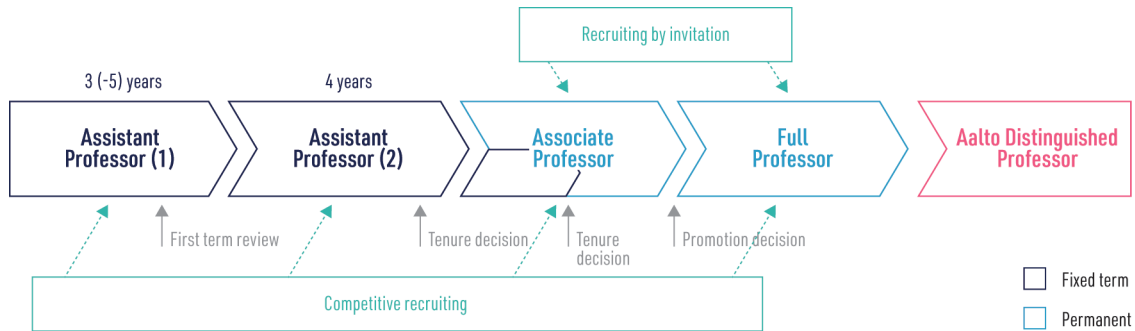 Recruiting by invitation
3 (-5) years
4 years
Assistant
Professor (1)
Assistant
Professor (2)
Associate
Professor
Full
Professor
Aalto Distinguished
Professor
First term review
Tenure decision
Tenure
decision
Promotion decision
Competitive recruiting
Fixed term
Permanent